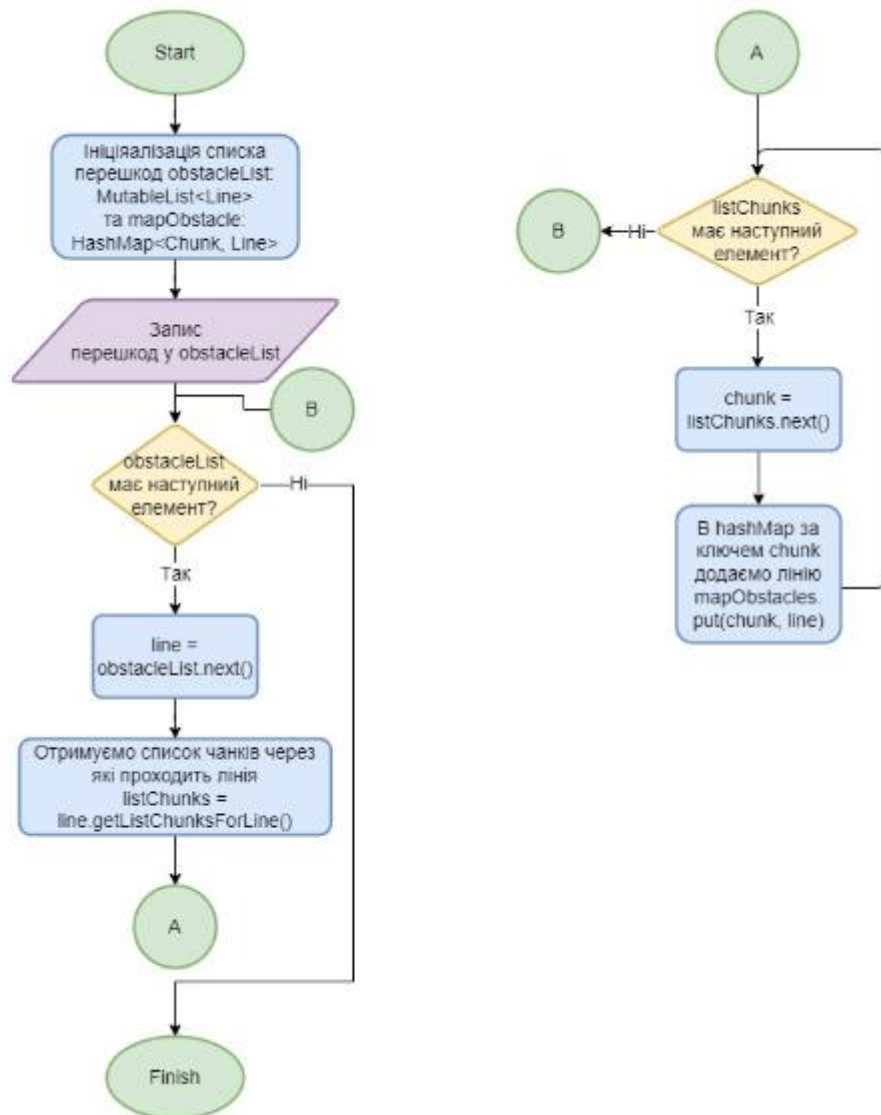 Start
Ініціяалізація списка
перешкод obstacleList:
MutableList<Line>
та mapObstacle:
HashMap<Chunk, Line>
Запис
перешкод у obstacleList
B
obstacleList
має наступний
елемент?
Ні
Так
line =
obstacleList.next()
Отримуємо список чанків через
які проходить лінія
listChunks =
line.getListChunksForLine()
A
Finish
A
listChunks
має наступний
елемент?
Ні
B
Так
chunk =
listChunks.next()
В hashMap за
ключем chunk
додаємо лінію
mapObstacles.
put(chunk, line)